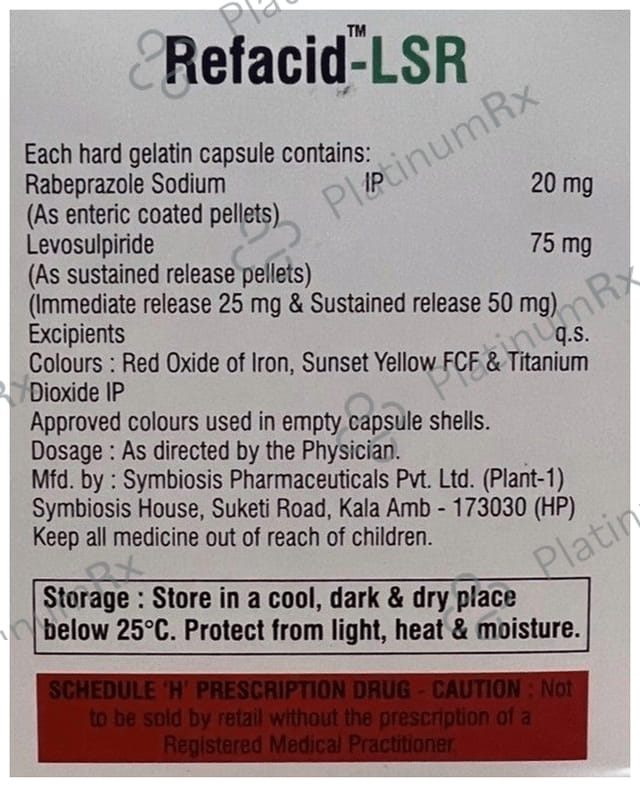 Refacid™-LSR
Each hard gelatin capsule contains:
Rabeprazole Sodium IP 20 mg
(As enteric coated pellets)
Levosulpiride 75 mg
(As sustained release pellets)
(Immediate release 25 mg & Sustained release 50 mg)
Excipients q.s.
Colours : Red Oxide of Iron, Sunset Yellow FCF & Titanium
Dioxide IP
Approved colours used in empty capsule shells.
Dosage : As directed by the Physician.
Mfd. by : Symbiosis Pharmaceuticals Pvt. Ltd. (Plant-1)
Symbiosis House, Suketi Road, Kala Amb - 173030 (HP)
Keep all medicine out of reach of children.
Storage : Store in a cool, dark & dry place
below 25°C. Protect from light, heat & moisture.
SCHEDULE 'H' PRESCRIPTION DRUG - CAUTION : Not
to be sold by retail without the prescription of a
Registered Medical Practitioner
PlatinumRx
PlatinumRx